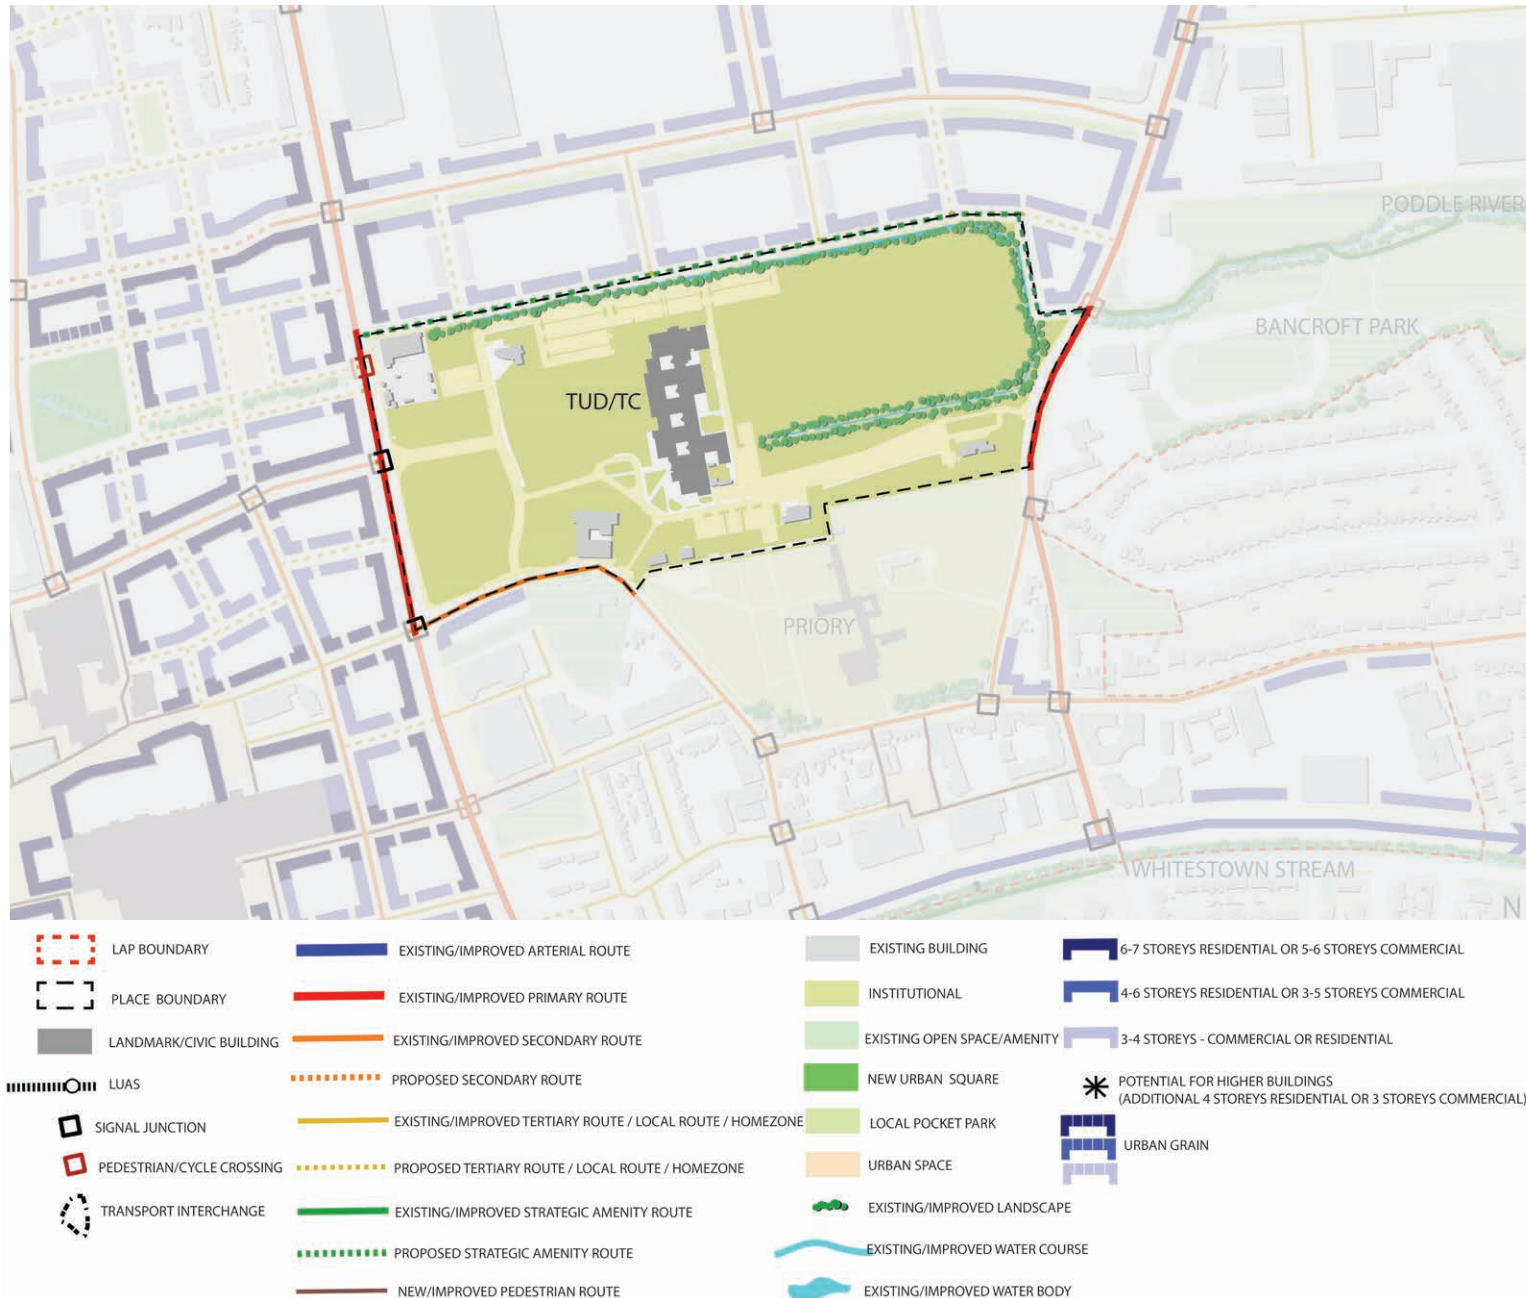 PODDLE RIVER
BANCROFT PARK
TUD/TC
PRIORY
WHITESTOWN STREAM
N
LAP BOUNDARY
PLACE BOUNDARY
LANDMARK/CIVIC BUILDING
LUAS
SIGNAL JUNCTION
PEDESTRIAN/CYCLE CROSSING
TRANSPORT INTERCHANGE
EXISTING/IMPROVED ARTERIAL ROUTE
EXISTING/IMPROVED PRIMARY ROUTE
EXISTING/IMPROVED SECONDARY ROUTE
PROPOSED SECONDARY ROUTE
EXISTING/IMPROVED TERTIARY ROUTE / LOCAL ROUTE / HOMEZONE
PROPOSED TERTIARY ROUTE / LOCAL ROUTE / HOMEZONE
EXISTING/IMPROVED STRATEGIC AMENITY ROUTE
PROPOSED STRATEGIC AMENITY ROUTE
NEW/IMPROVED PEDESTRIAN ROUTE
EXISTING BUILDING
INSTITUTIONAL
EXISTING OPEN SPACE/AMENITY
NEW URBAN SQUARE
LOCAL POCKET PARK
URBAN SPACE
EXISTING/IMPROVED LANDSCAPE
EXISTING/IMPROVED WATER COURSE
EXISTING/IMPROVED WATER BODY
6-7 STOREYS RESIDENTIAL OR 5-6 STOREYS COMMERCIAL
4-6 STOREYS RESIDENTIAL OR 3-5 STOREYS COMMERCIAL
3-4 STOREYS - COMMERCIAL OR RESIDENTIAL
POTENTIAL FOR HIGHER BUILDINGS
(ADDITIONAL 4 STOREYS RESIDENTIAL OR 3 STOREYS COMMERCIAL)
URBAN GRAIN